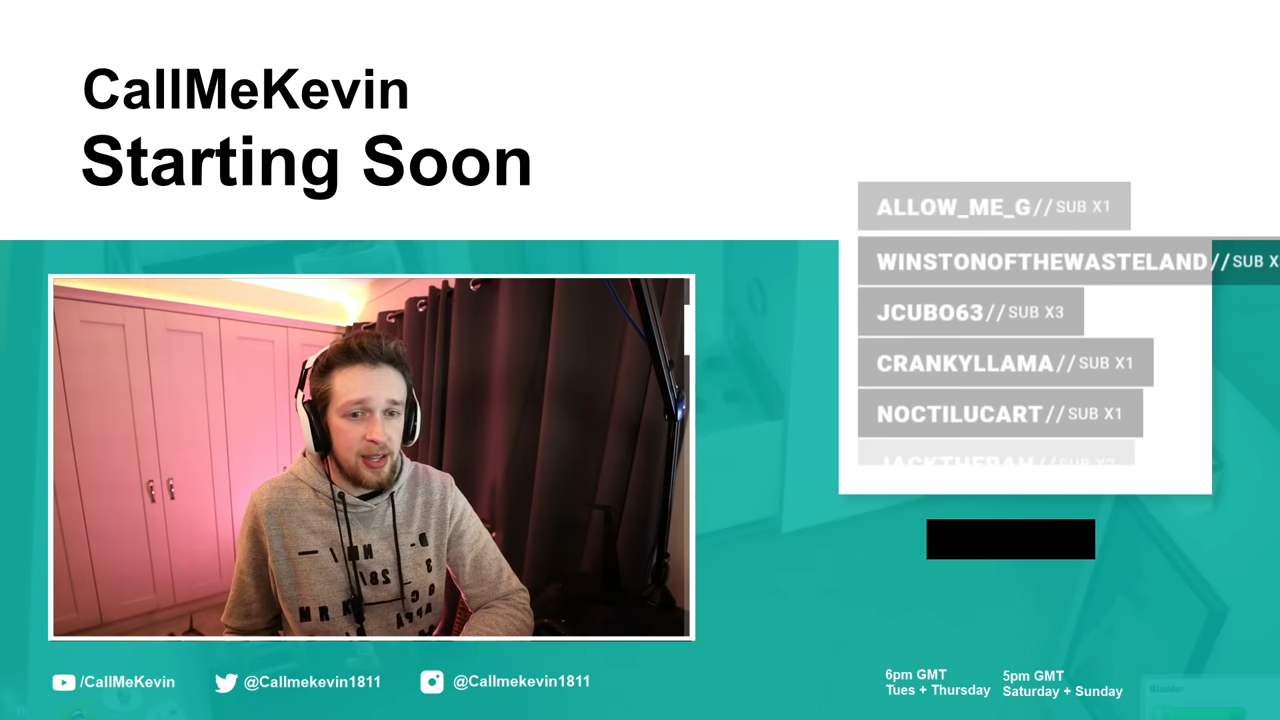 CallMeKevin
Starting Soon
ALLOW_ME_G// SUB X1
WINSTONOFTHEWASTELAND// SUB X
JCUBO63// SUB X3
CRANKYLLAMA// SUB X1
NOCTILUCART// SUB X1
/CallMeKevin
@Callmekevin1811
@Callmekevin1811
6pm GMT
Tues + Thursday
5pm GMT
Saturday + Sunday
Bladder